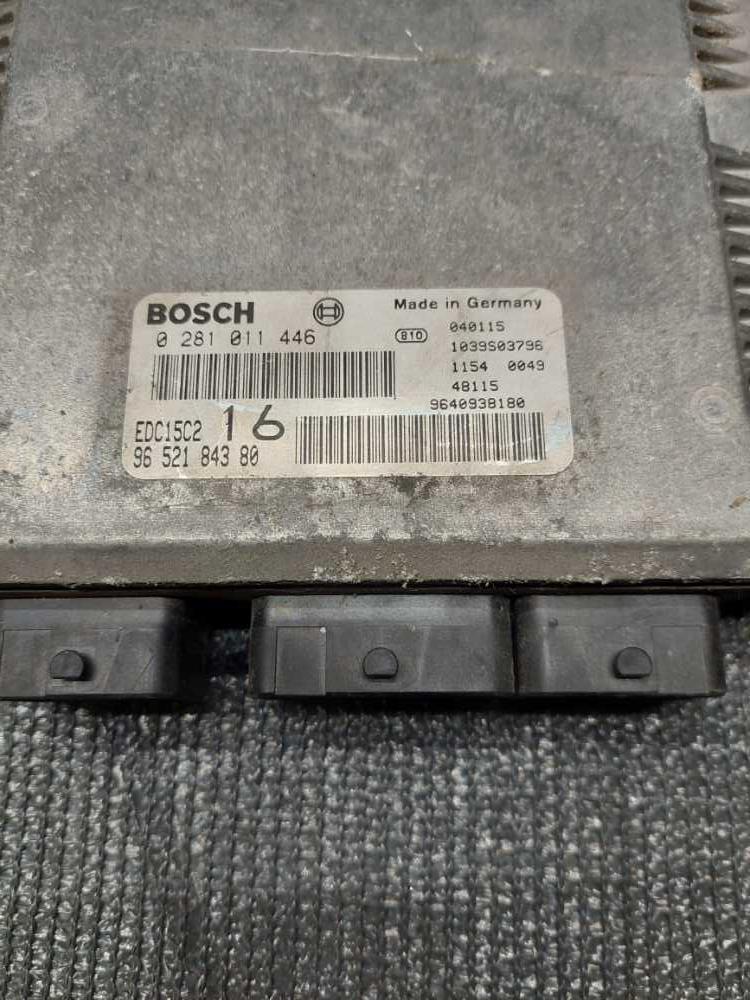 BOSCH
Made in Germany
0 281 011 446
810
040115
1039S03796
1154 0049
48115
9640938180
EDC15C2 16
96 521 843 80